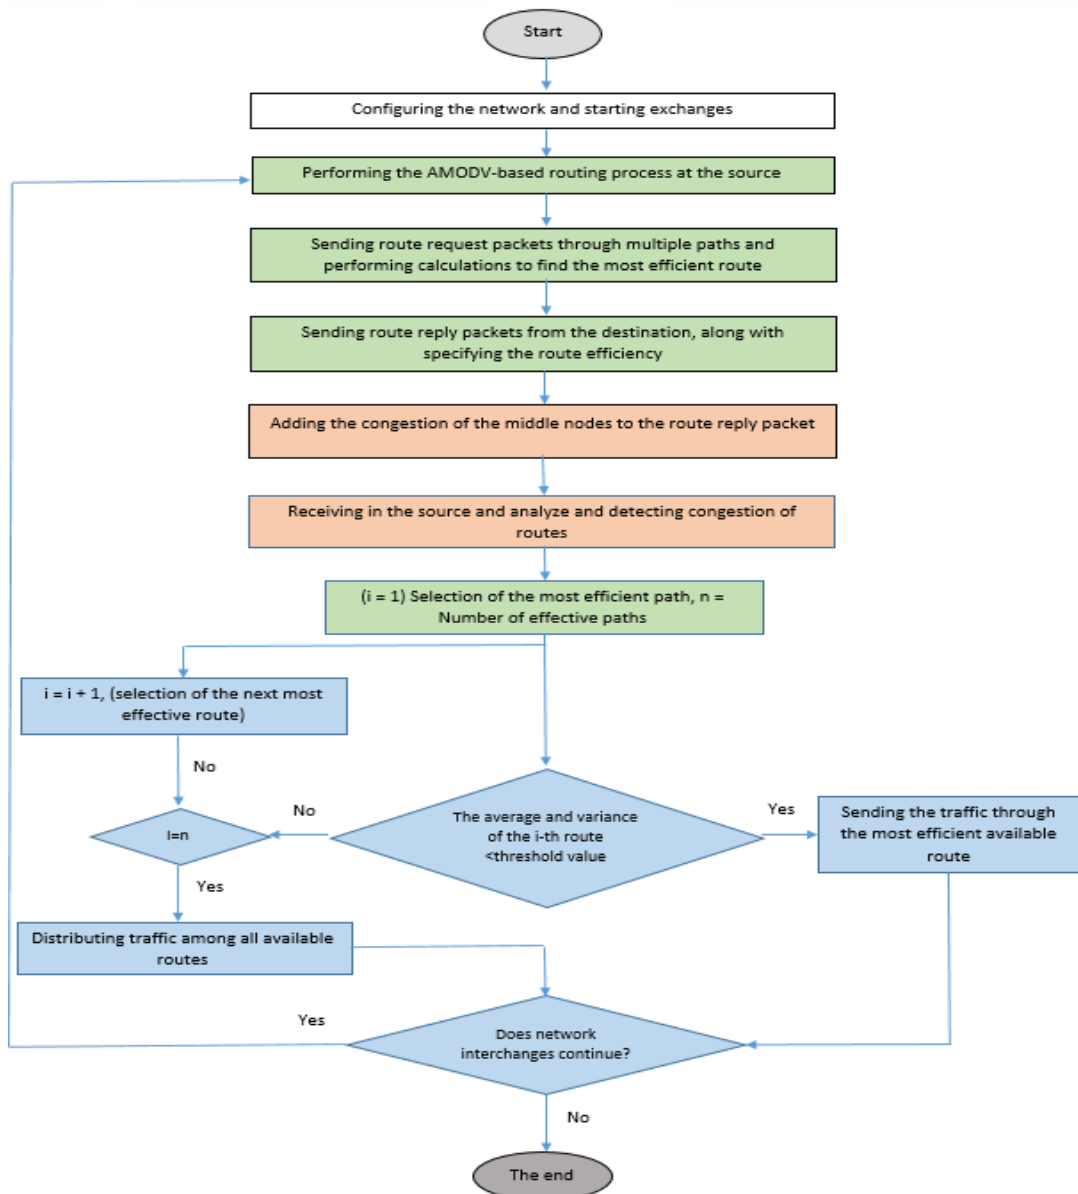 Start
Configuring the network and starting exchanges
Performing the AMODV-based routing process at the source
Sending route request packets through multiple paths and
performing calculations to find the most efficient route
Sending route reply packets from the destination, along with
specifying the route efficiency
Adding the congestion of the middle nodes to the route reply packet
Receiving in the source and analyze and detecting congestion of
routes
(i = 1) Selection of the most efficient path, n =
Number of effective paths
i = i + 1, (selection of the next most
effective route)
No
I=n
No
The average and variance
of the i-th route
<threshold value
Yes
Sending the traffic through
the most efficient available
route
Yes
Distributing traffic among all available
routes
Yes
Does network
interchanges continue?
No
The end